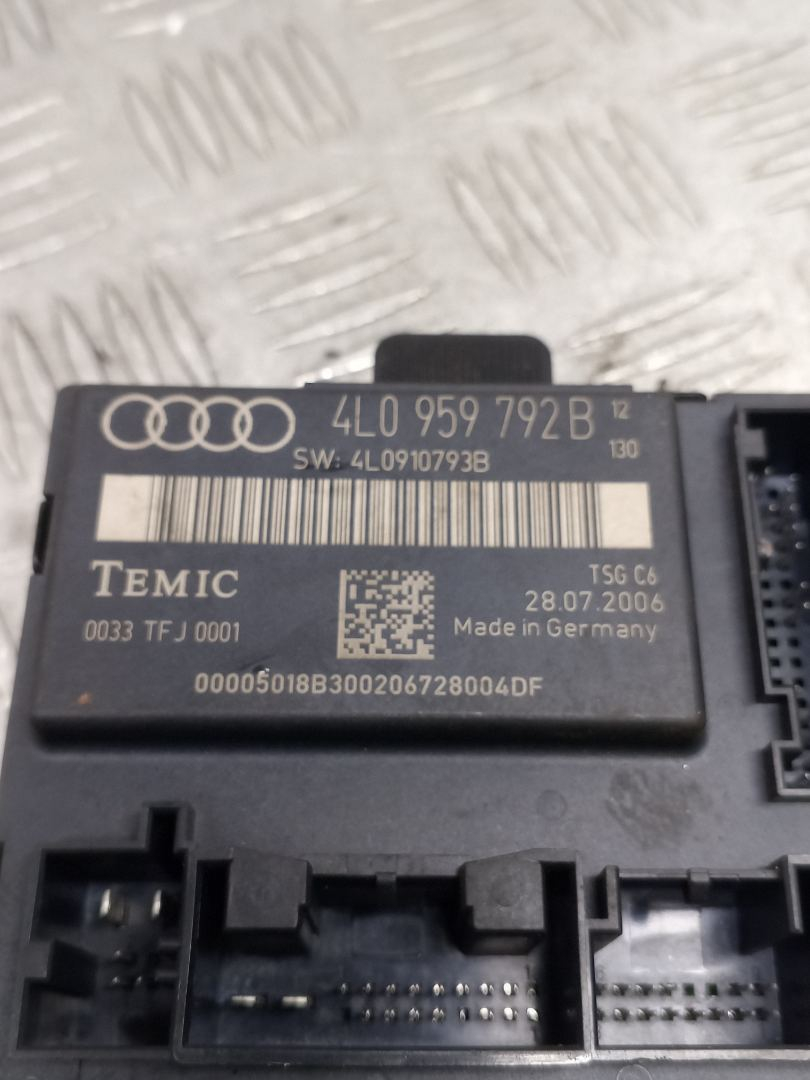 4L0 959 792 B 12
130
SW: 4L0910793B
TEMIC
TSG C6
28.07.2006
0033 TFJ 0001
Made in Germany
00005018B300206728004DF